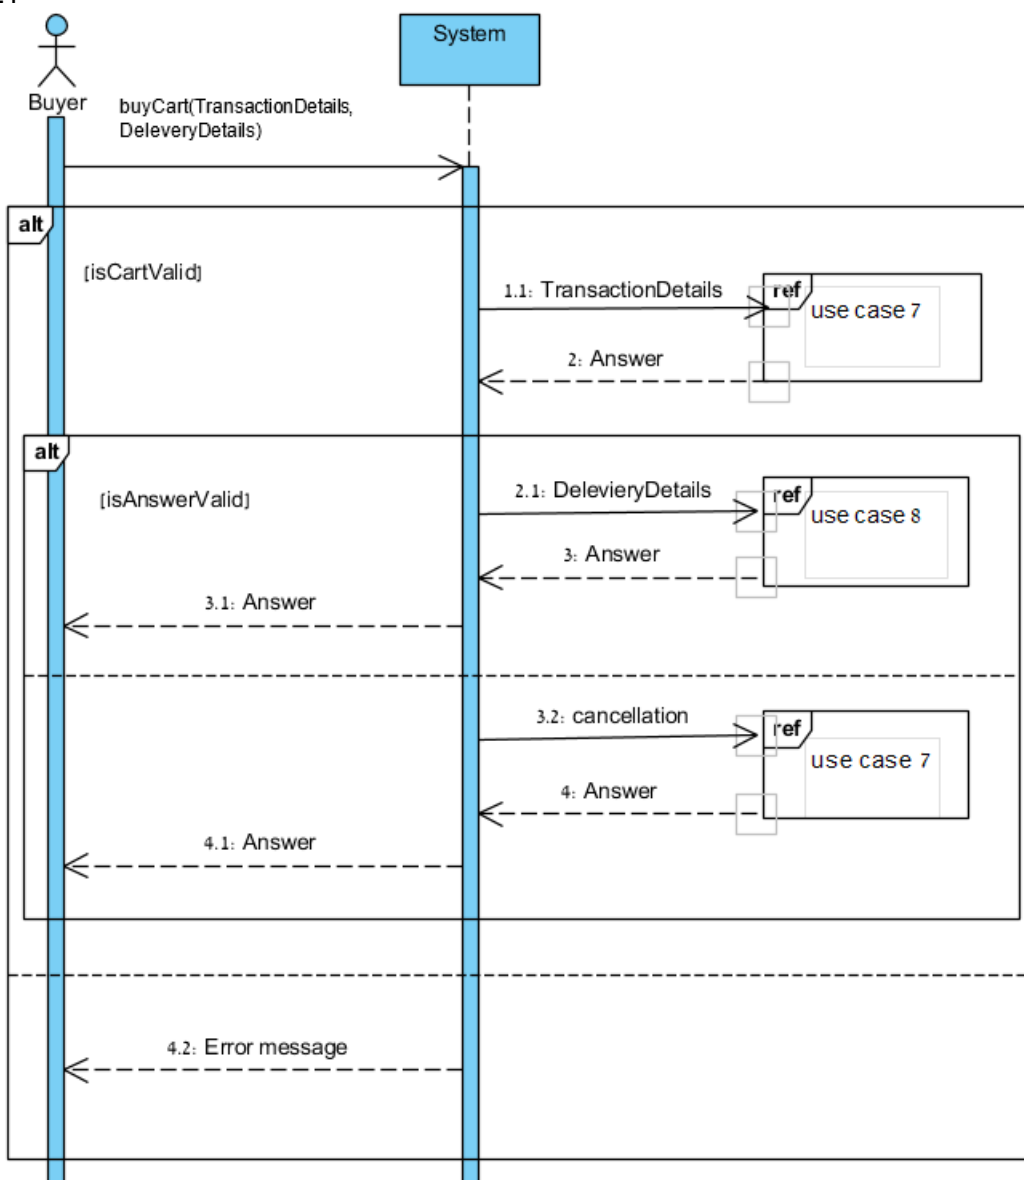 System
Buyer
buyCart(TransactionDetails,
DeleveryDetails)
alt
[isCartValid]
1.1: TransactionDetails
ref
use case 7
2: Answer
alt
[isAnswerValid]
2.1: DelevieryDetails
ref
use case 8
3: Answer
3.1: Answer
3.2: cancellation
ref
use case 7
4: Answer
4.1: Answer
4.2: Error message